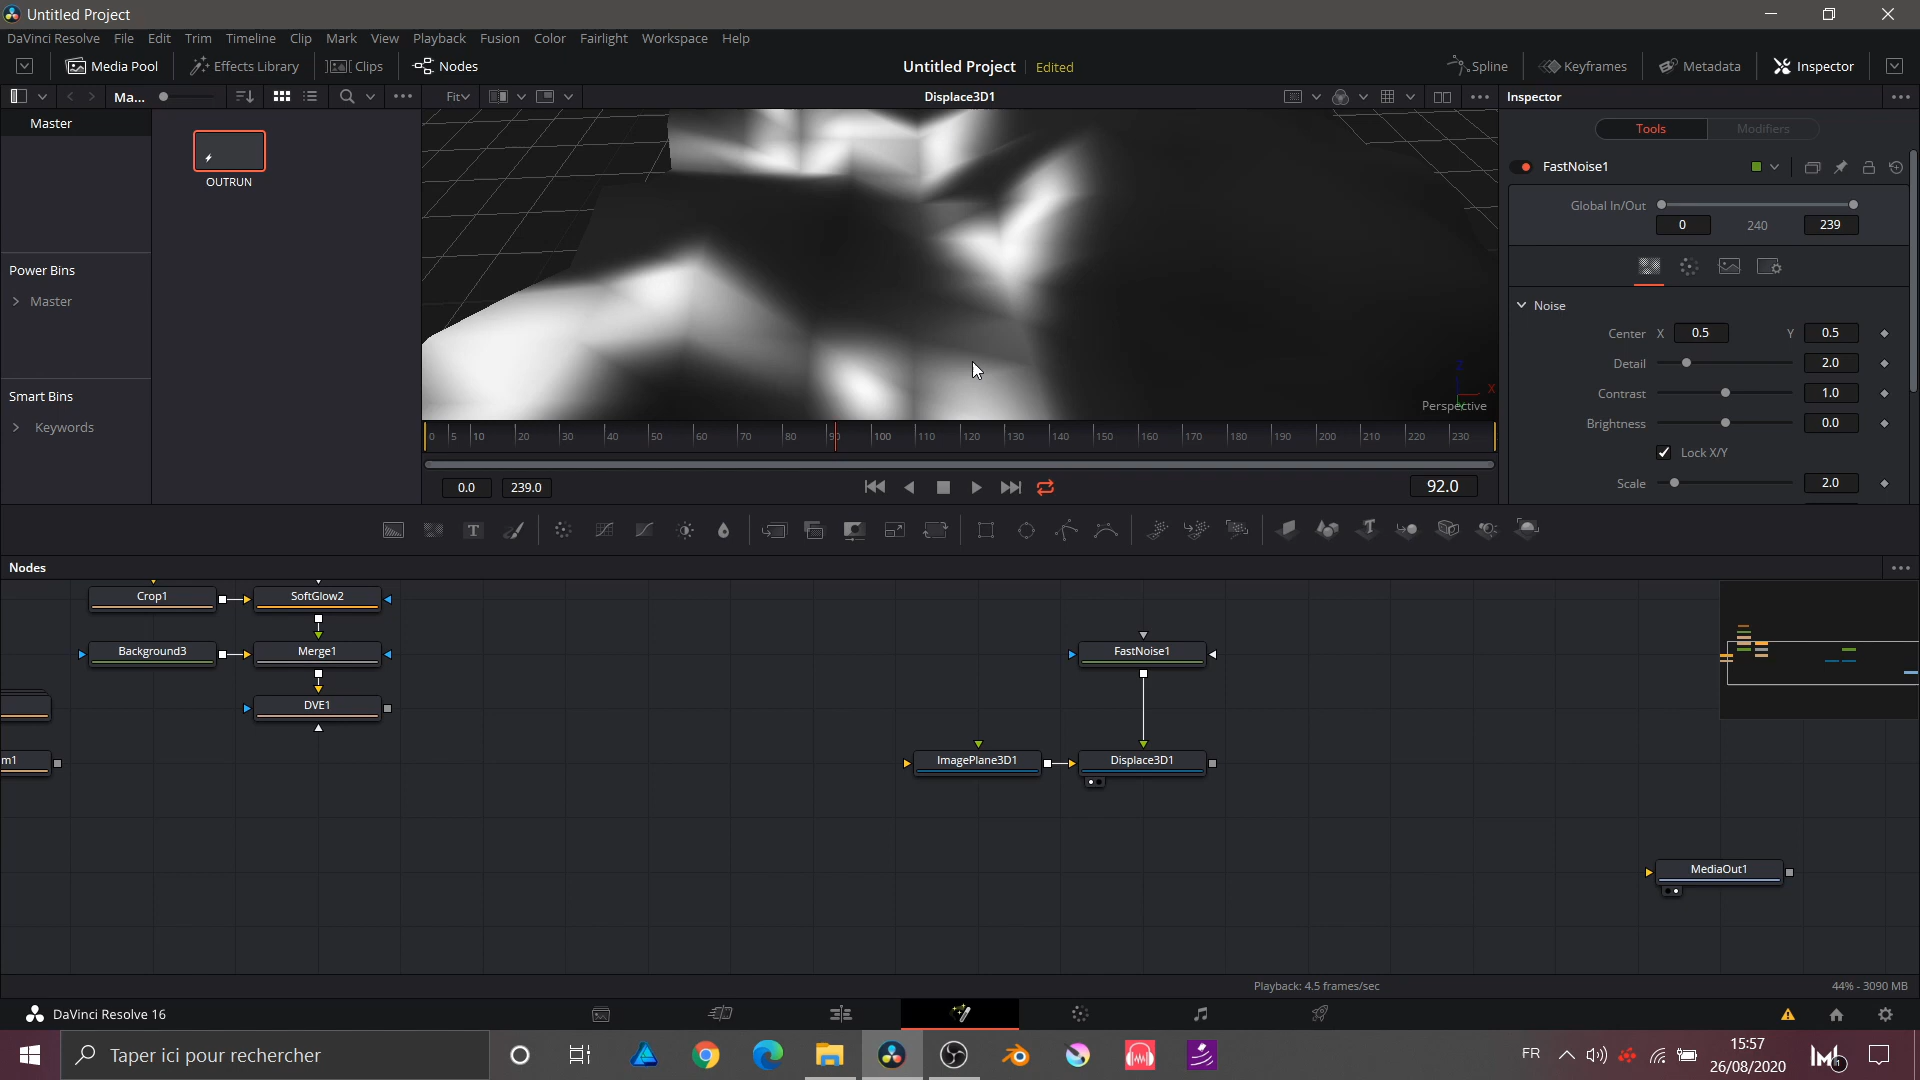 Untitled Project
DaVinci Resolve File Edit Trim Timeline Clip Mark View Playback Fusion Color Fairlight Workspace Help
Media Pool Effects Library Clips Nodes Untitled Project Edited Spline Keyframes Metadata Inspector
Ma... Fit Displace3D1 Inspector
Master
OUTRUN
Power Bins
Master
Smart Bins
Keywords
Perspective
Z
X
0 5 10 20 30 40 50 60 70 80 90 100 110 120 130 140 150 160 170 180 190 200 210 220 230
0.0 239.0 92.0
Tools Modifiers
FastNoise1
Global In/Out
0 240 239
Noise
Center X 0.5 Y 0.5
Detail 2.0
Contrast 1.0
Brightness 0.0
Lock X/Y
Scale 2.0
T
Nodes
Crop1 SoftGlow2
Background3 Merge1 FastNoise1
DVE1
m1 ImagePlane3D1 Displace3D1
MediaOut1
Playback: 4.5 frames/sec 44% - 3090 MB
DaVinci Resolve 16
Taper ici pour rechercher
FR 15:57
26/08/2020
1